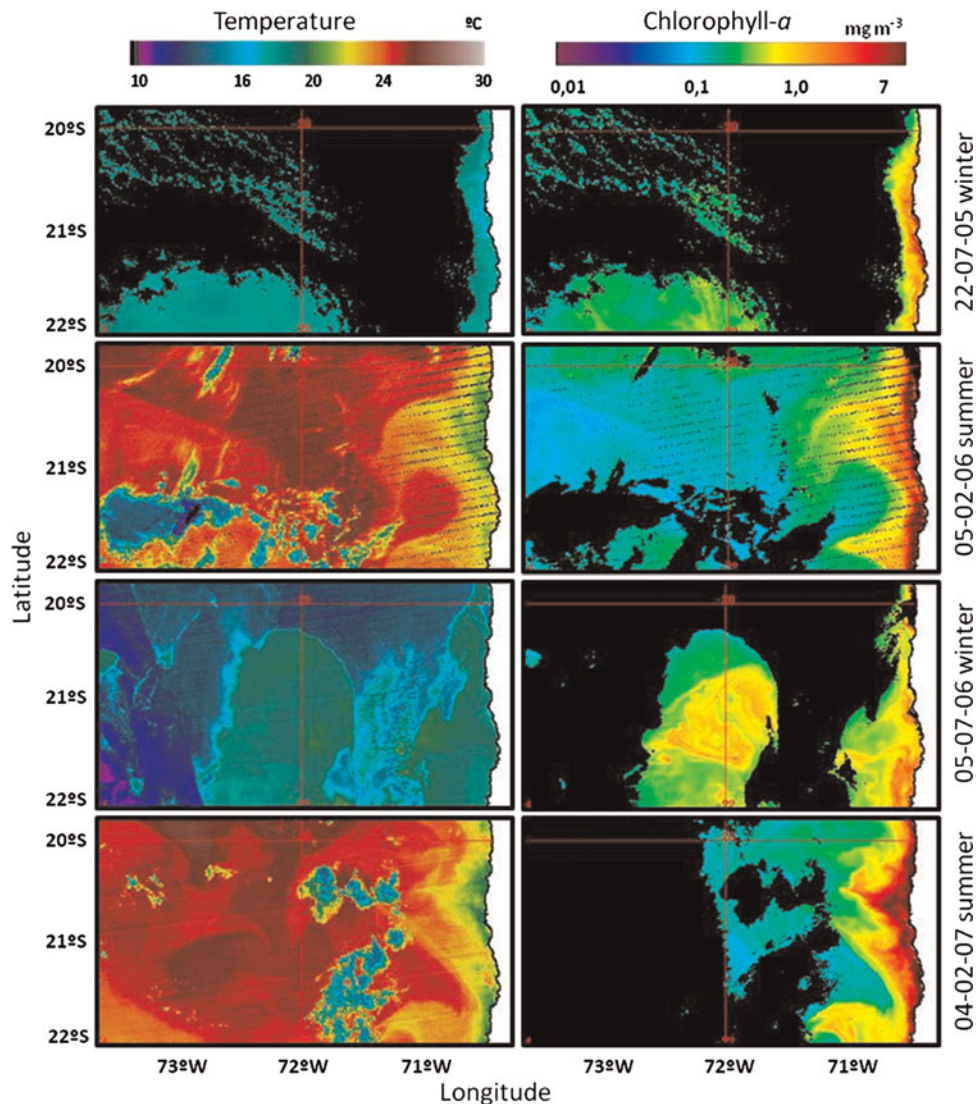 Temperature ºC
10 16 20 24 30
Chlorophyll-a mg m-3
0,01 0,1 1,0 7
20ºS
21ºS
22ºS
22-07-05 winter
20ºS
21ºS
22ºS
05-02-06 summer
20ºS
21ºS
22ºS
05-07-06 winter
20ºS
21ºS
22ºS
04-02-07 summer
Latitude
73ºW 72ºW 71ºW 73ºW 72ºW 71ºW
Longitude